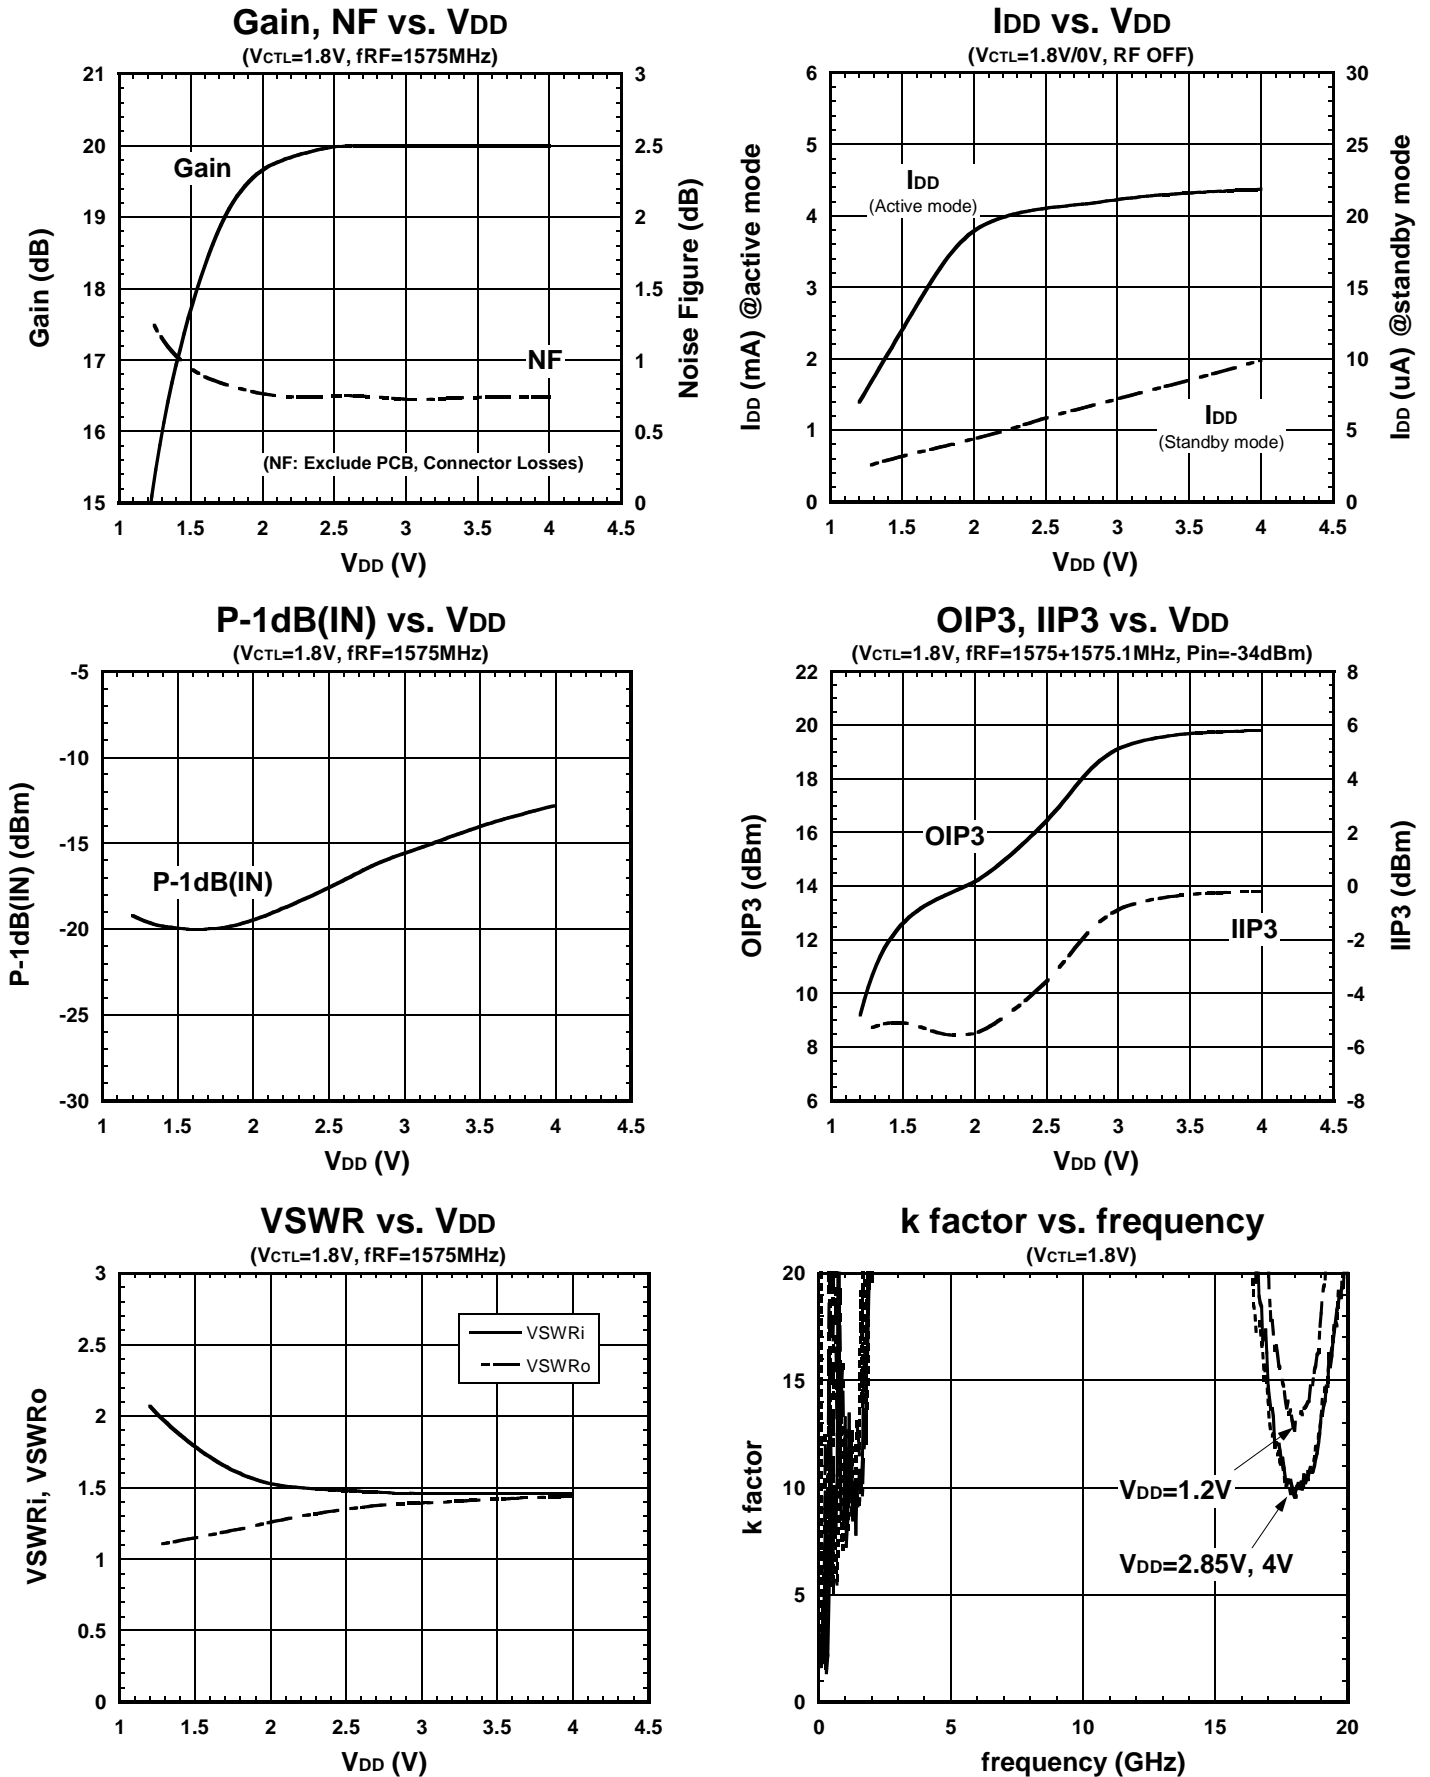 Gain, NF vs. VDD
(VCTL=1.8V, fRF=1575MHz)
21
20
19
18
17
16
15
3
2.5
2
1.5
1
0.5
0
Gain
NF
(NF: Exclude PCB, Connector Losses)
Gain (dB)
Noise Figure (dB)
1 1.5 2 2.5 3 3.5 4 4.5
VDD (V)
IDD vs. VDD
(VCTL=1.8V/0V, RF OFF)
6
5
4
3
2
1
0
30
25
20
15
10
5
0
IDD
(Active mode)
IDD
(Standby mode)
IDD (mA) @active mode
IDD (uA) @standby mode
1 1.5 2 2.5 3 3.5 4 4.5
VDD (V)
P-1dB(IN) vs. VDD
(VCTL=1.8V, fRF=1575MHz)
-5
-10
-15
-20
-25
-30
P-1dB(IN)
P-1dB(IN) (dBm)
1 1.5 2 2.5 3 3.5 4 4.5
VDD (V)
OIP3, IIP3 vs. VDD
(VCTL=1.8V, fRF=1575+1575.1MHz, Pin=-34dBm)
22
20
18
16
14
12
10
8
6
8
6
4
2
0
-2
-4
-6
-8
OIP3
IIP3
OIP3 (dBm)
IIP3 (dBm)
1 1.5 2 2.5 3 3.5 4 4.5
VDD (V)
VSWR vs. VDD
(VCTL=1.8V, fRF=1575MHz)
3
2.5
2
1.5
1
0.5
0
VSWRi
VSWRo
VSWRi, VSWRo
1 1.5 2 2.5 3 3.5 4 4.5
VDD (V)
k factor vs. frequency
(VCTL=1.8V)
20
15
10
5
0
VDD=1.2V
VDD=2.85V, 4V
k factor
0 5 10 15 20
frequency (GHz)